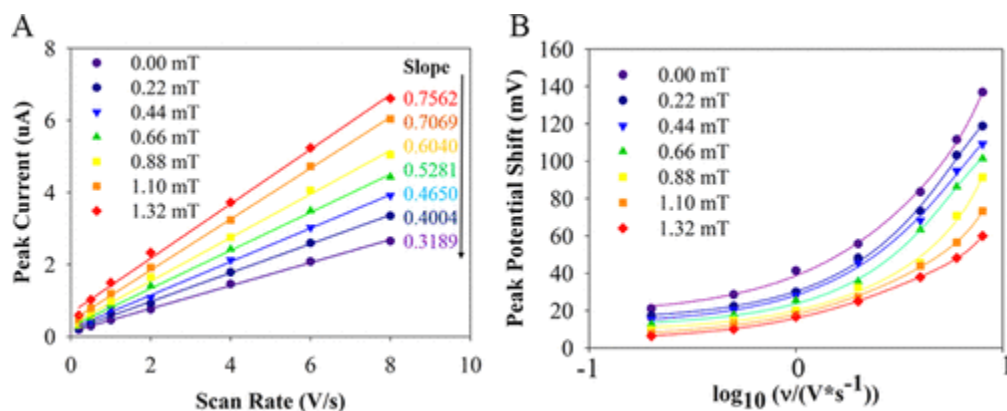 A
8
6
4
2
0
0 2 4 6 8 10
Peak Current (uA)
Scan Rate (V/s)
0.00 mT
0.22 mT
0.44 mT
0.66 mT
0.88 mT
1.10 mT
1.32 mT
Slope
0.7562
0.7069
0.6040
0.5281
0.4650
0.4004
0.3189
B
160
140
120
100
80
60
40
20
0
-1 0 1
Peak Potential Shift (mV)
log10 (ν/(V*s-1))
0.00 mT
0.22 mT
0.44 mT
0.66 mT
0.88 mT
1.10 mT
1.32 mT